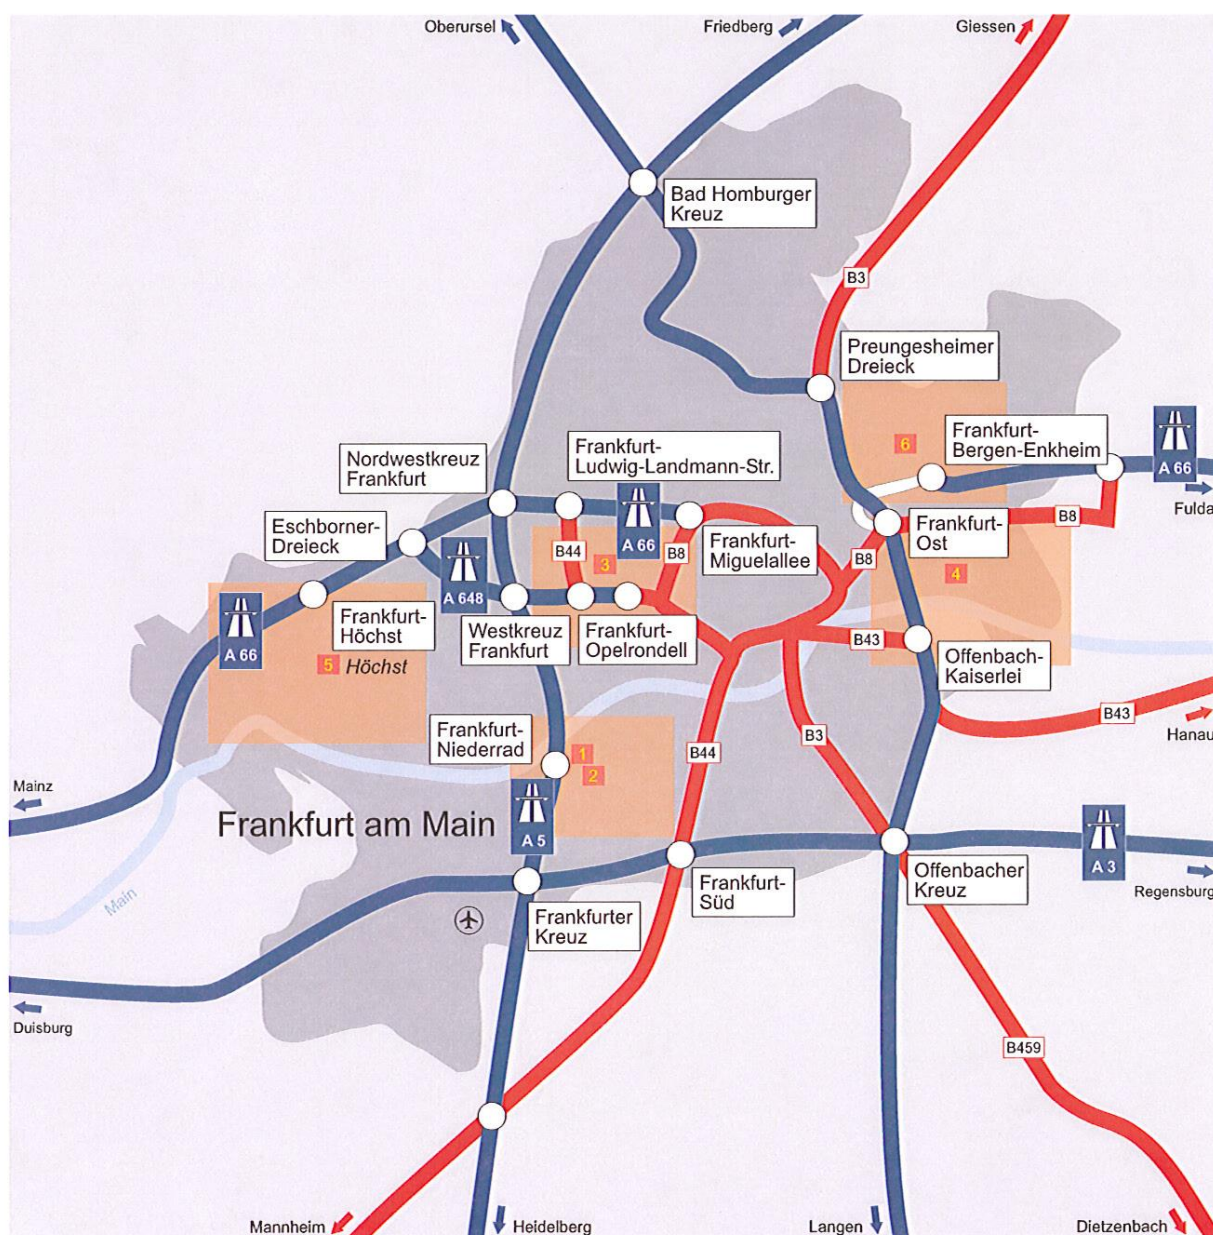 Oberursel
Friedberg
Giessen
Bad Homburger
Kreuz
B3
Preungesheimer
Dreieck
Frankfurt-
Ludwig-Landmann-Str.
6
Frankfurt-
Bergen-Enkheim
A 66
Fulda
Nordwestkreuz
Frankfurt
Eschborner-
Dreieck
A 66
B44
3
B8
Frankfurt-
Miguelallee
B8
Frankfurt-
Ost
B8
4
A 648
A 66
Frankfurt-
Höchst
5 Höchst
Westkreuz
Frankfurt
Frankfurt-
Opelrondell
B43
Offenbach-
Kaiserlei
Frankfurt-
Niederrad
1
2
B44
B3
B43
Hanau
Mainz
Frankfurt am Main
A 5
A 3
Regensburg
Main
Frankfurter
Kreuz
Frankfurt-
Süd
Offenbacher
Kreuz
Duisburg
B459
Mannheim
Heidelberg
Langen
Dietzenbach